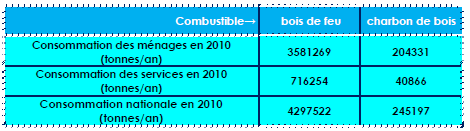 Combustible→ bois de feu charbon de bois
Consommation des ménages en 2010
(tonnes/an) 3581269 204331
Consommation des services en 2010
(tonnes/an) 716254 40866
Consommation nationale en 2010
(tonnes/an) 4297522 245197